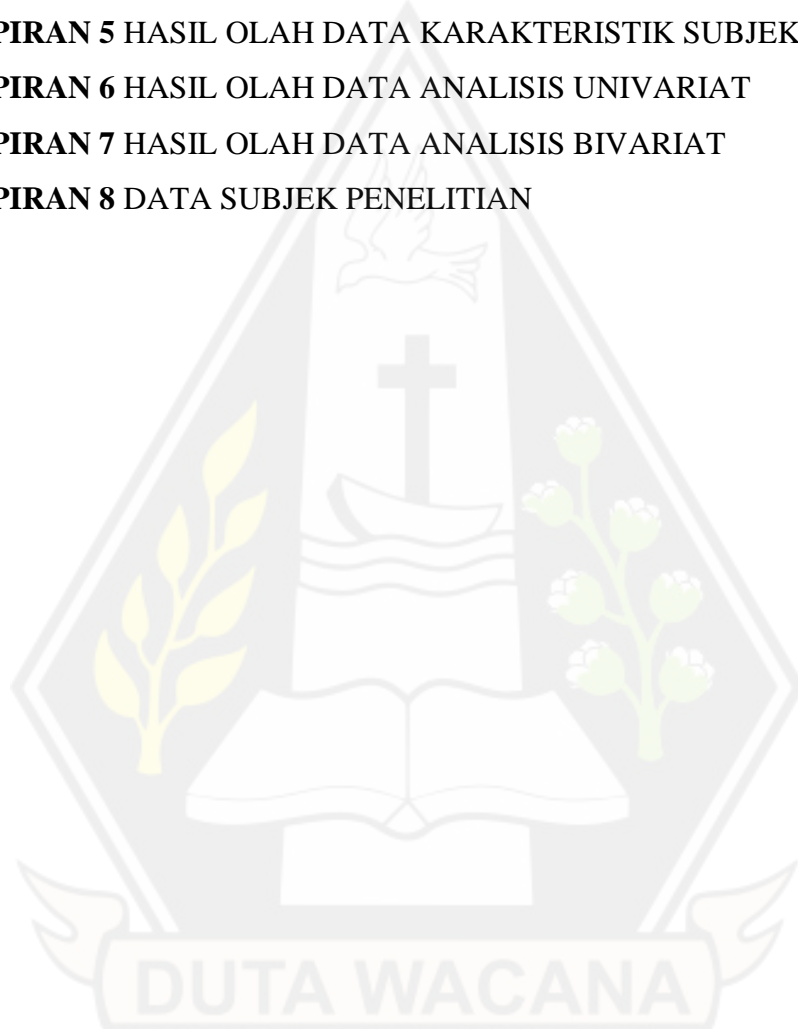 PIRAN 5 HASIL OLAH DATA KARAKTERISTIK SUBJEK
PIRAN 6 HASIL OLAH DATA ANALISIS UNIVARIAT
PIRAN 7 HASIL OLAH DATA ANALISIS BIVARIAT
PIRAN 8 DATA SUBJEK PENELITIAN
DUTA WACANA